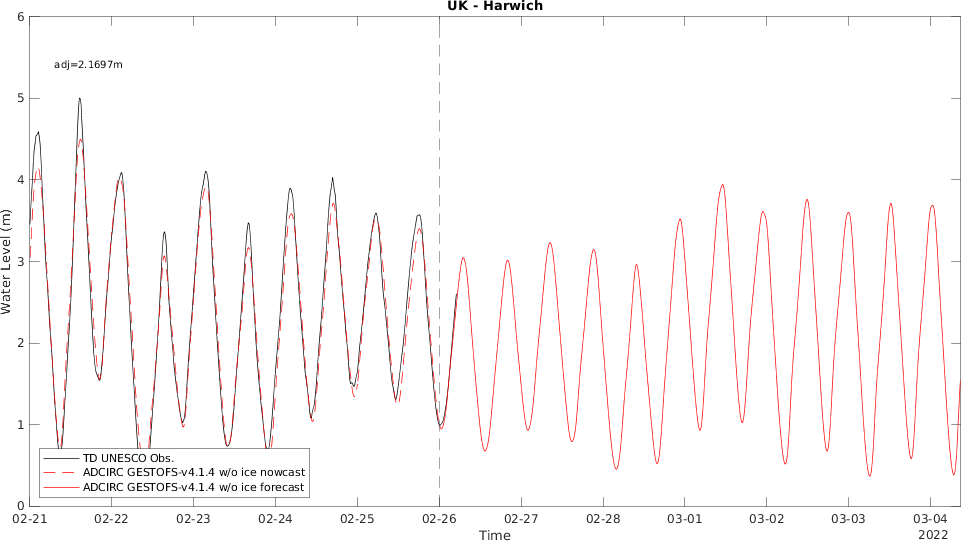 UK - Harwich
adj=2.1697m
Water Level (m)
6
5
4
3
2
1
0
TD UNESCO Obs.
ADCIRC GESTOFS-v4.1.4 w/o ice nowcast
ADCIRC GESTOFS-v4.1.4 w/o ice forecast
02-21 02-22 02-23 02-24 02-25 02-26 02-27 02-28 03-01 03-02 03-03 03-04
Time
2022